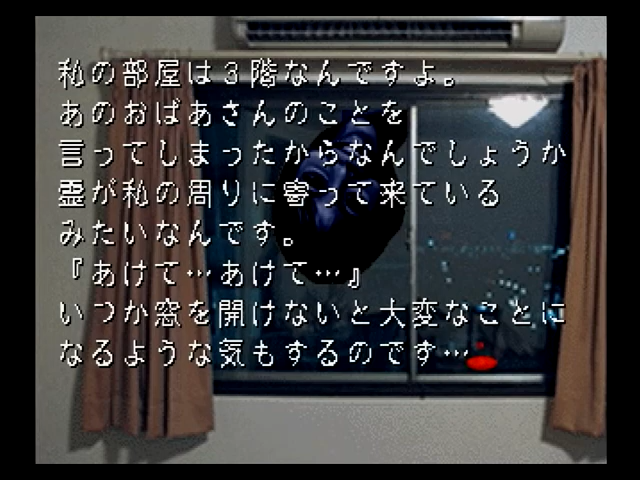 私の部屋は３階なんですよ。
あのおばあさんのことを
言ってしまったからなんでしょうか
霊が私の周りに寄って来ている
みたいなんです。
『あけて…あけて…』
いつか窓を開けないと大変なことに
なるような気もするのです…